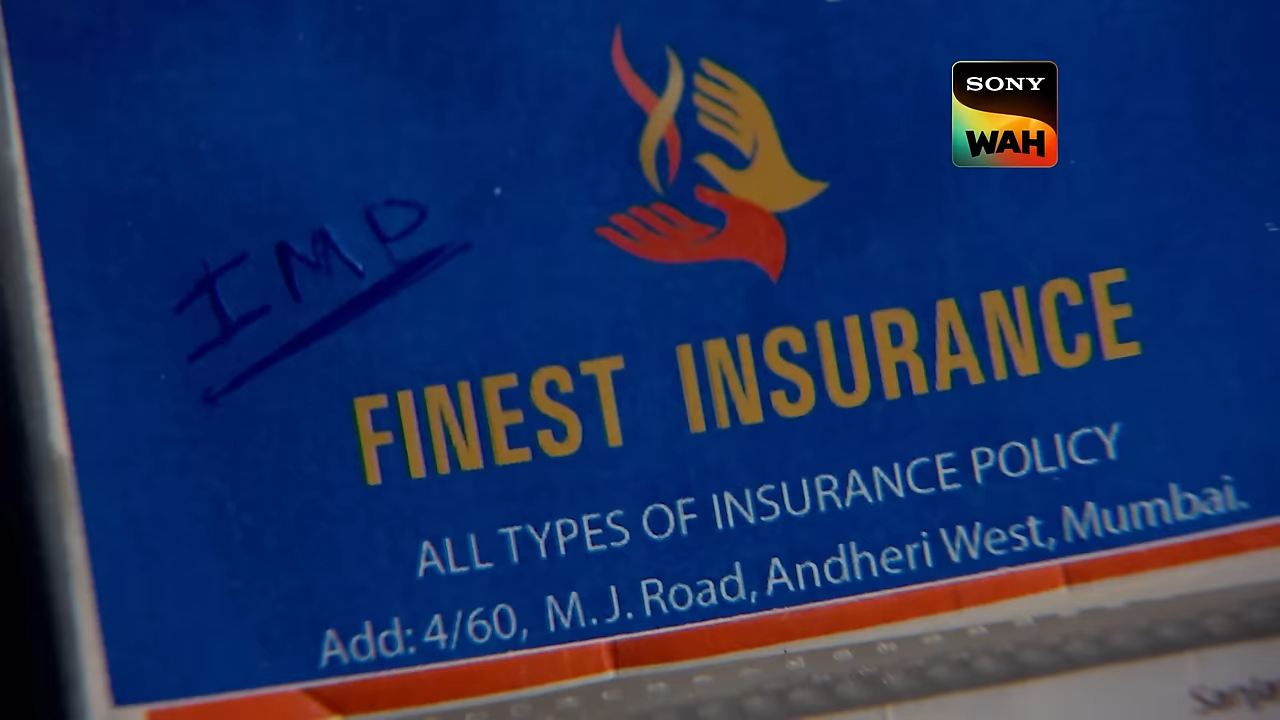 SONY
WAH
IMP
FINEST INSURANCE
ALL TYPES OF INSURANCE POLICY
Add: 4/60, M.J. Road, Andheri West, Mumbai.